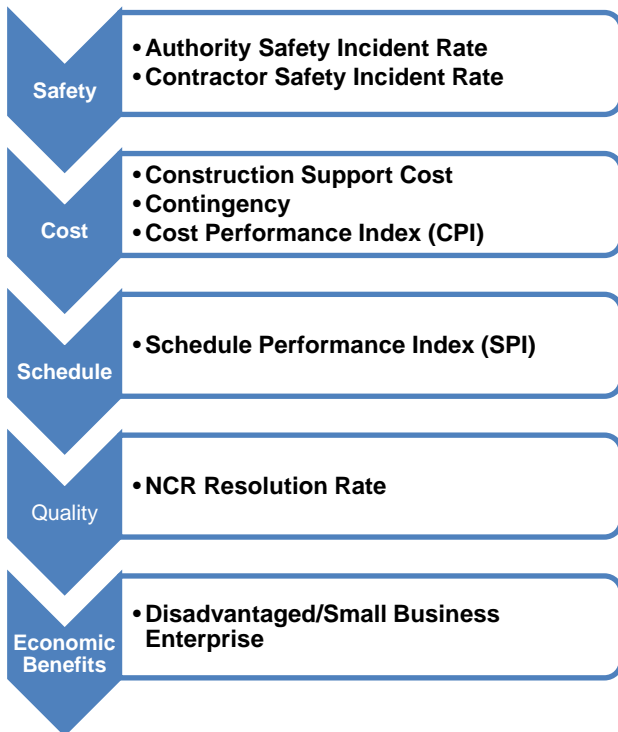 Safety
• Authority Safety Incident Rate
• Contractor Safety Incident Rate
Cost
• Construction Support Cost
• Contingency
• Cost Performance Index (CPI)
Schedule
• Schedule Performance Index (SPI)
Quality
• NCR Resolution Rate
Economic
Benefits
• Disadvantaged/Small Business
Enterprise